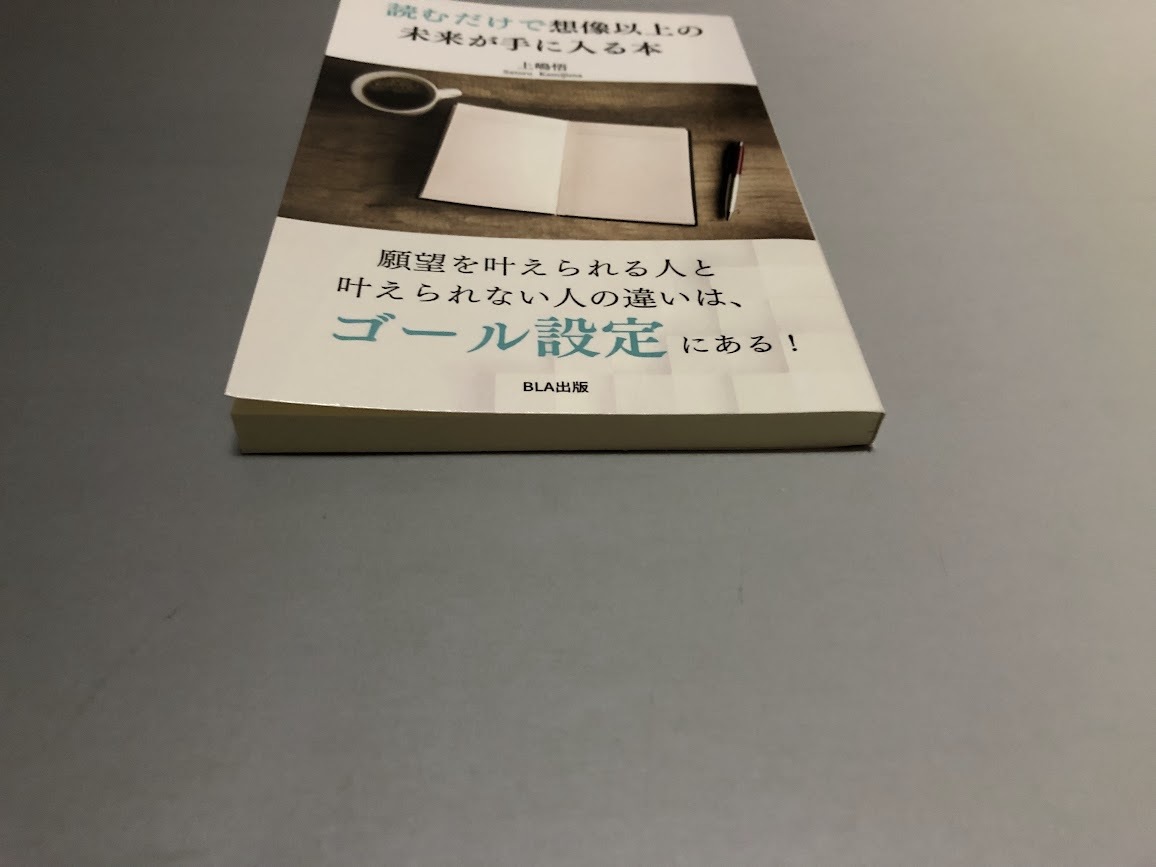 読むだけで想像以上の
未来が手に入る本
上嶋悟
Satoru Kamijima
願望を叶えられる人と
叶えられない人の違いは、
ゴール設定にある！
BLA出版